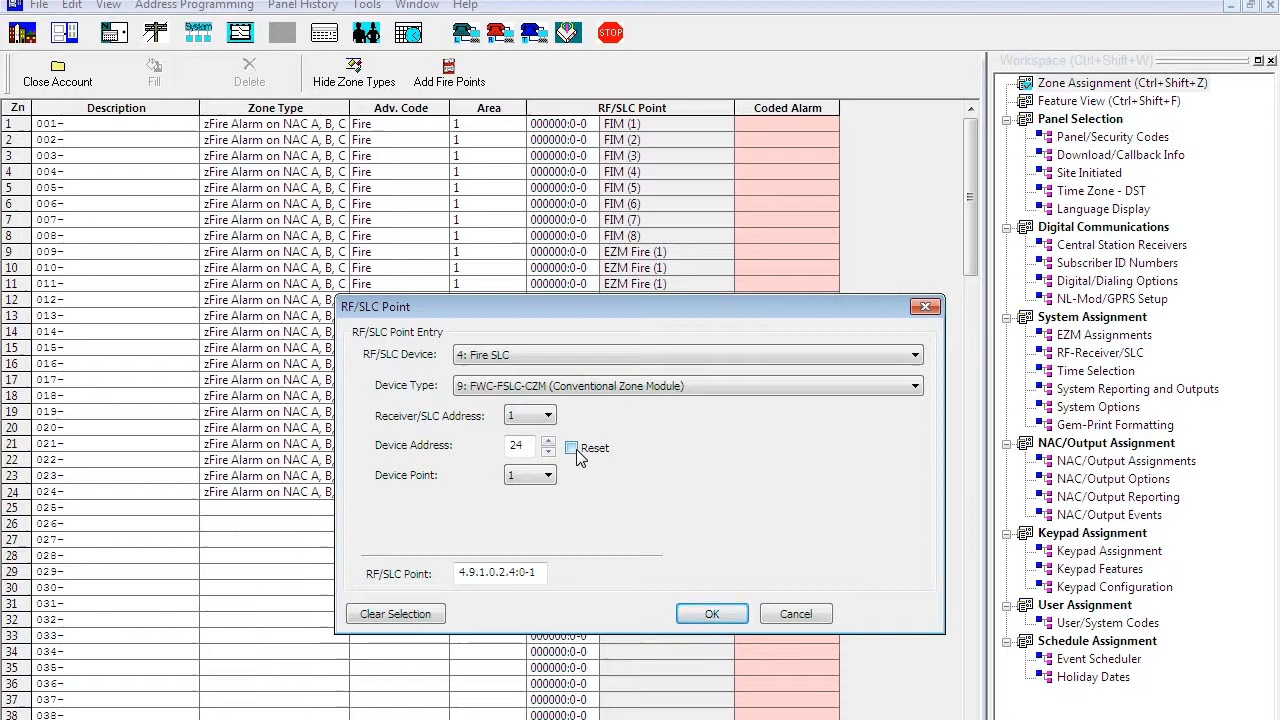 File Edit View Address Programming Panel History Tools Window Help
System
STOP
Close Account Fill Delete Hide Zone Types Add Fire Points
Zn Description Zone Type Adv. Code Area RF/SLC Point Coded Alarm
1 001- zFire Alarm on NAC A, B, C Fire 1 000000:0-0 FIM (1)
2 002- zFire Alarm on NAC A, B, C Fire 1 000000:0-0 FIM (2)
3 003- zFire Alarm on NAC A, B, C Fire 1 000000:0-0 FIM (3)
4 004- zFire Alarm on NAC A, B, C Fire 1 000000:0-0 FIM (4)
5 005- zFire Alarm on NAC A, B, C Fire 1 000000:0-0 FIM (5)
6 006- zFire Alarm on NAC A, B, C Fire 1 000000:0-0 FIM (6)
7 007- zFire Alarm on NAC A, B, C Fire 1 000000:0-0 FIM (7)
8 008- zFire Alarm on NAC A, B, C Fire 1 000000:0-0 FIM (8)
9 009- zFire Alarm on NAC A, B, C Fire 1 000000:0-0 EZM Fire (1)
10 010- zFire Alarm on NAC A, B, C Fire 1 000000:0-0 EZM Fire (1)
11 011- zFire Alarm on NAC A, B, C Fire 1 000000:0-0 EZM Fire (1)
12 012- zFire Alarm on NAC A, B,
13 013- zFire Alarm on NAC A, B,
14 014- zFire Alarm on NAC A, B,
15 015- zFire Alarm on NAC A, B,
16 016- zFire Alarm on NAC A, B,
17 017- zFire Alarm on NAC A, B,
18 018- zFire Alarm on NAC A, B,
19 019- zFire Alarm on NAC A, B,
20 020- zFire Alarm on NAC A, B,
21 021- zFire Alarm on NAC A, B,
22 022- zFire Alarm on NAC A, B,
23 023- zFire Alarm on NAC A, B,
24 024- zFire Alarm on NAC A, B,
25 025-
26 026-
27 027-
28 028-
29 029-
30 030-
31 031-
32 032-
33 033- 000000:0-0
34 034- 000000:0-0
35 035- 000000:0-0
36 036- 000000:0-0
37 037- 000000:0-0
38 038- 000000:0-0
RF/SLC Point
RF/SLC Point Entry
RF/SLC Device: 4: Fire SLC
Device Type: 9: FWC-FSLC-CZM (Conventional Zone Module)
Receiver/SLC Address: 1
Device Address: 24 Reset
Device Point: 1
RF/SLC Point: 4.9.1.0.2.4:0-1
Clear Selection OK Cancel
Workspace (Ctrl+Shift+W)
Zone Assignment (Ctrl+Shift+Z)
Feature View (Ctrl+Shift+F)
Panel Selection
Panel/Security Codes
Download/Callback Info
Site Initiated
Time Zone - DST
Language Display
Digital Communications
Central Station Receivers
Subscriber ID Numbers
Digital/Dialing Options
NL-Mod/GPRS Setup
System Assignment
EZM Assignments
RF-Receiver/SLC
Time Selection
System Reporting and Outputs
System Options
Gem-Print Formatting
NAC/Output Assignment
NAC/Output Assignments
NAC/Output Options
NAC/Output Reporting
NAC/Output Events
Keypad Assignment
Keypad Assignment
Keypad Features
Keypad Configuration
User Assignment
User/System Codes
Schedule Assignment
Event Scheduler
Holiday Dates